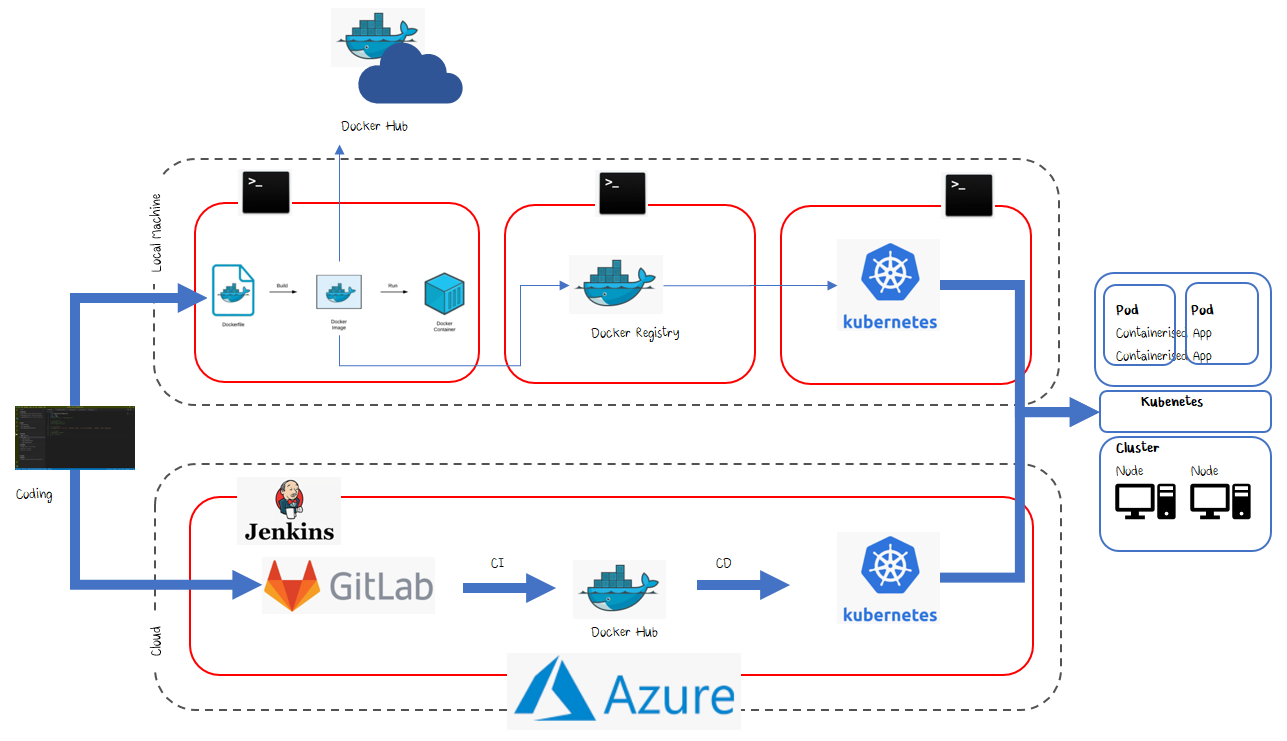 Docker Hub
Local Machine
>_
>_
>_
Build
Run
Dockerfile
Docker
Image
Docker
Container
Docker Registry
kubernetes
Pod
Containerised App
Containerised App
Pod
Kubenetes
Cluster
Node
Node
Coding
Cloud
Jenkins
GitLab
CI
Docker Hub
CD
kubernetes
Azure